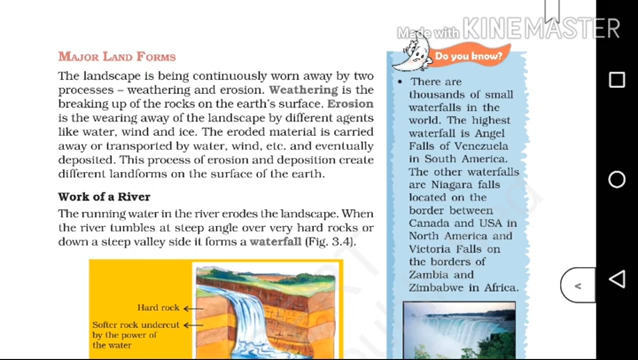 Made with KINEMASTER
MAJOR LAND FORMS
The landscape is being continuously worn away by two
processes – weathering and erosion. Weathering is the
breaking up of the rocks on the earth's surface. Erosion
is the wearing away of the landscape by different agents
like water, wind and ice. The eroded material is carried
away or transported by water, wind, etc. and eventually
deposited. This process of erosion and deposition create
different landforms on the surface of the earth.
Work of a River
The running water in the river erodes the landscape. When
the river tumbles at steep angle over very hard rocks or
down a steep valley side it forms a waterfall (Fig. 3.4).
Hard rock
Softer rock undercut
by the power of
the water
Do you know?
• There are
thousands of small
waterfalls in the
world. The highest
waterfall is Angel
Falls of Venezuela
in South America.
The other waterfalls
are Niagara falls
located on the
border between
Canada and USA in
North America and
Victoria Falls on
the borders of
Zambia and
Zimbabwe in Africa.